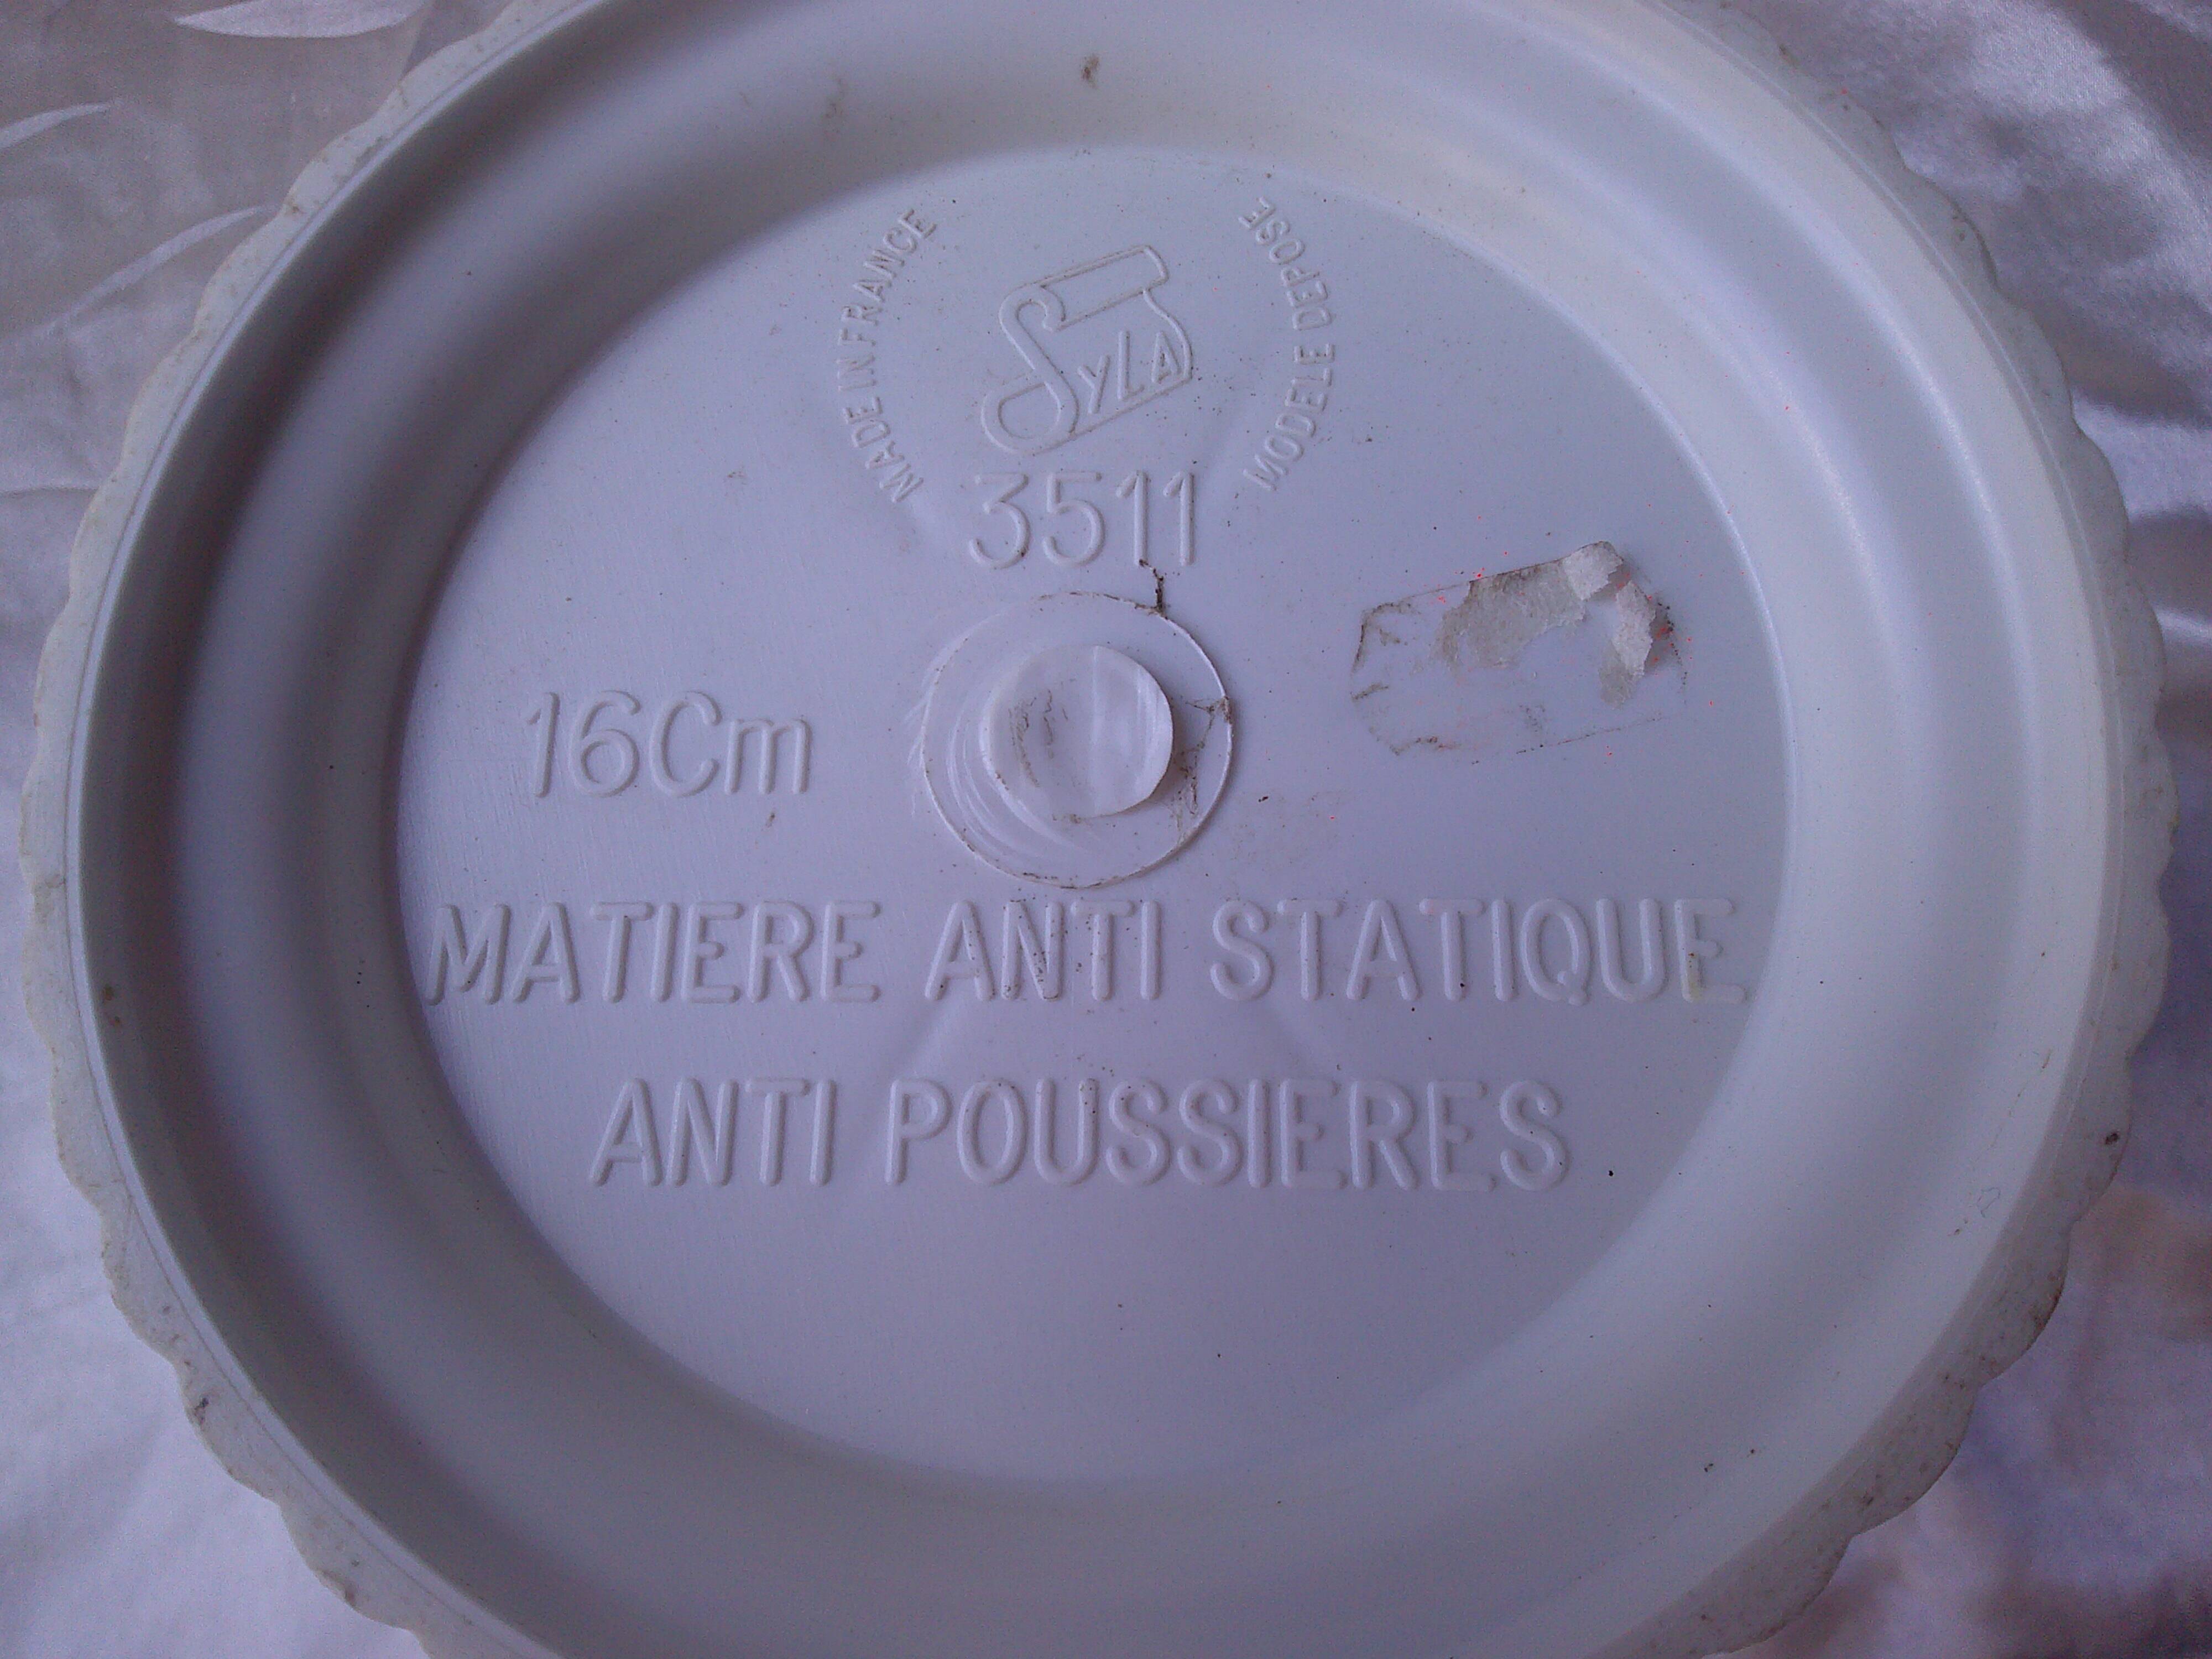 MADE IN FRANCE
SYLA
MODELE DEPOSE
3511
16Cm
MATIERE ANTI STATIQUE
ANTI POUSSIERES